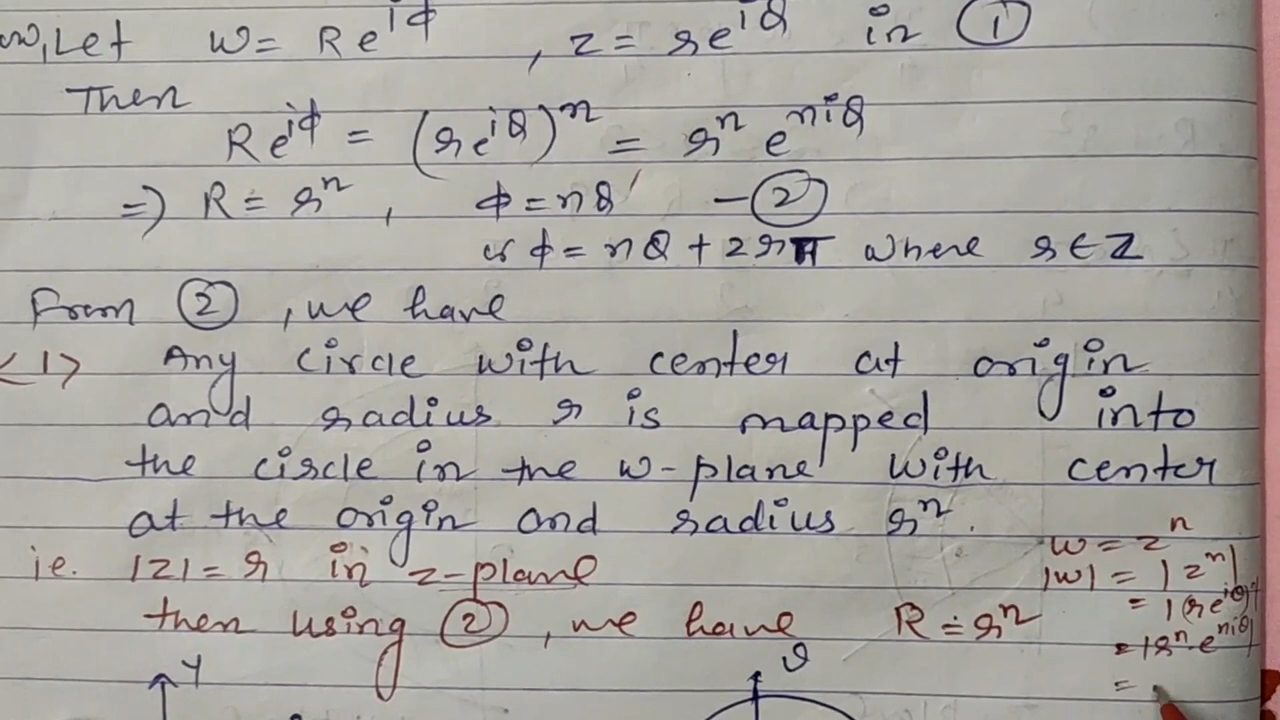 Let w = Re^{iϕ} , z = re^{iθ} in ①
Then
Re^{iϕ} = (re^{iθ})^n = r^n e^{niθ}
⇒ R = r^n , ϕ = nθ – ②
or ϕ = nθ + 2rπ where r ∈ Z
From ② , we have
<1> Any circle with center at origin
and radius r is mapped into
the circle in the w-plane with center
at the origin and radius r^n.
i.e. |z| = r in z-plane
then using ② , we have R = r^n
w = z^n
|w| = |z^n|
= |(re^{iθ})^n|
= |r^n e^{niθ}|
=
Y